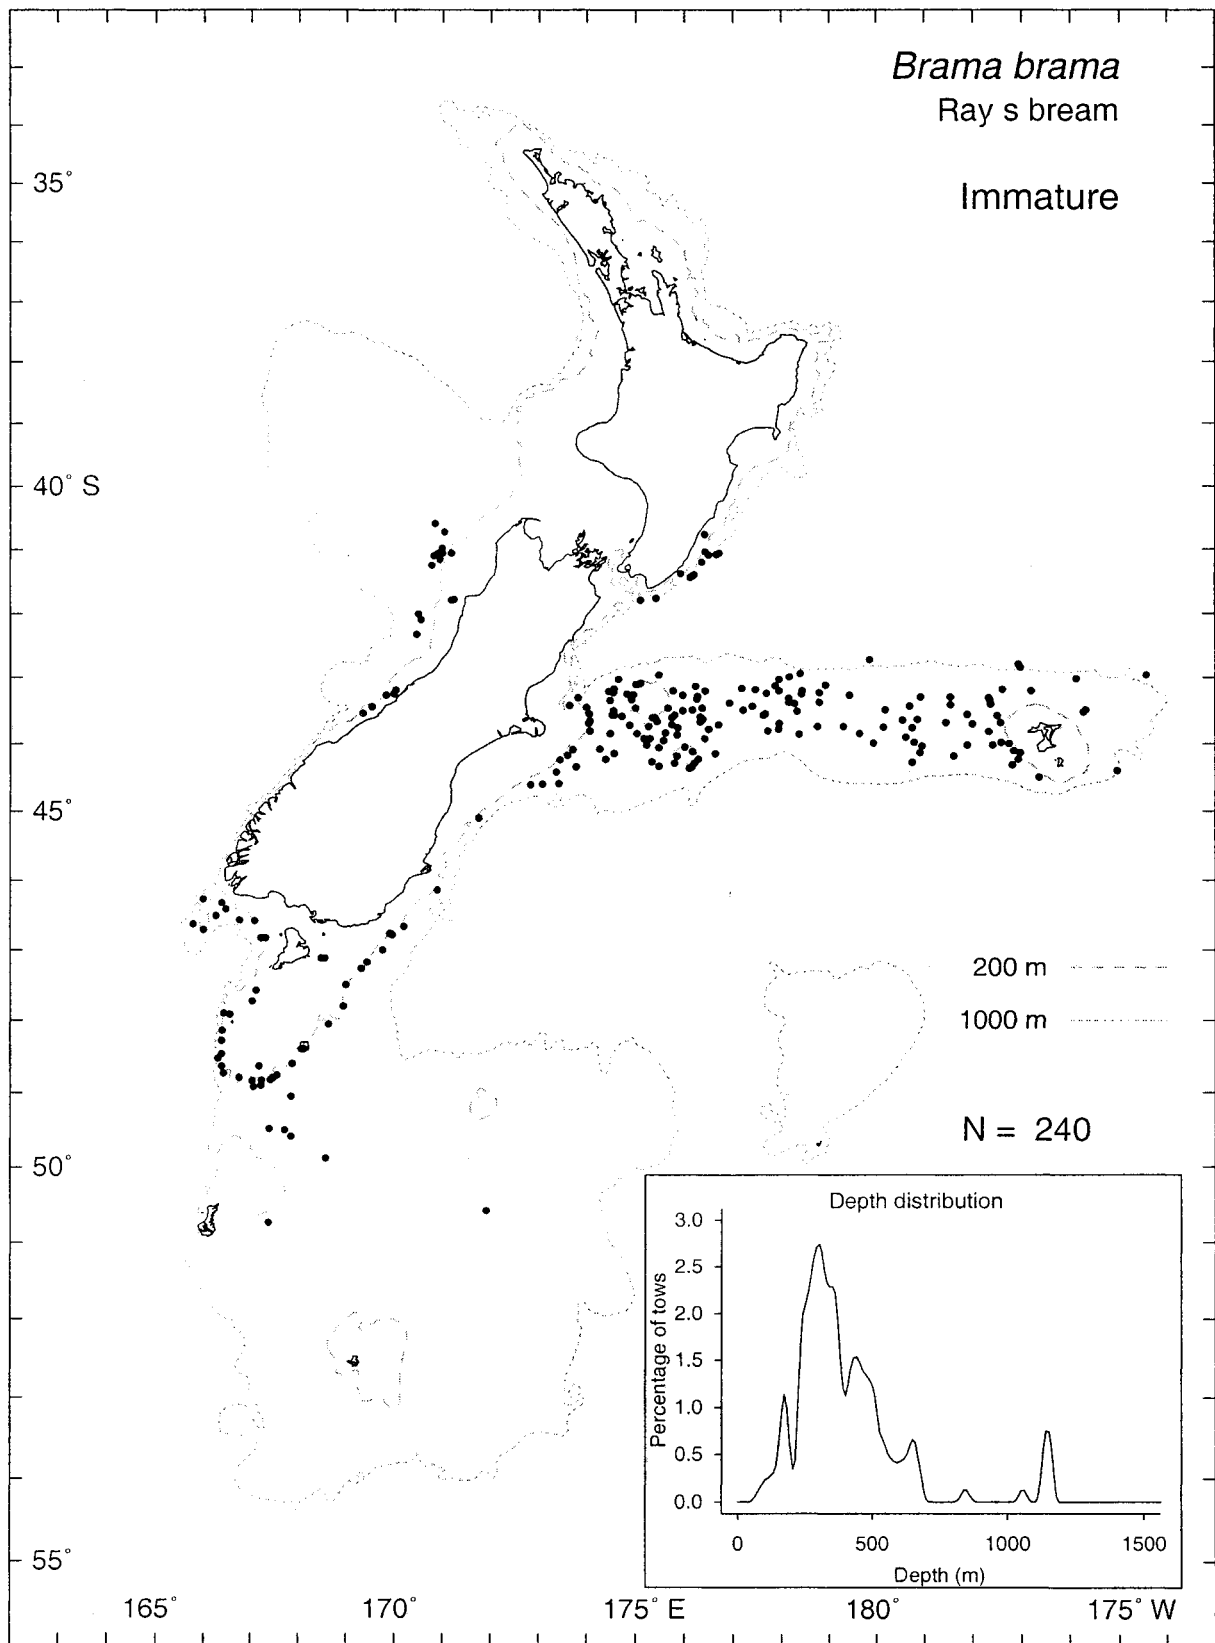 Brama brama
Ray s bream
Immature
35°
40° S
45°
50°
55°
200 m
1000 m
N = 240
Depth distribution
3.0
2.5
2.0
1.5
1.0
0.5
0.0
Percentage of tows
0 500 1000 1500
Depth (m)
165° 170° 175° E 180° 175° W